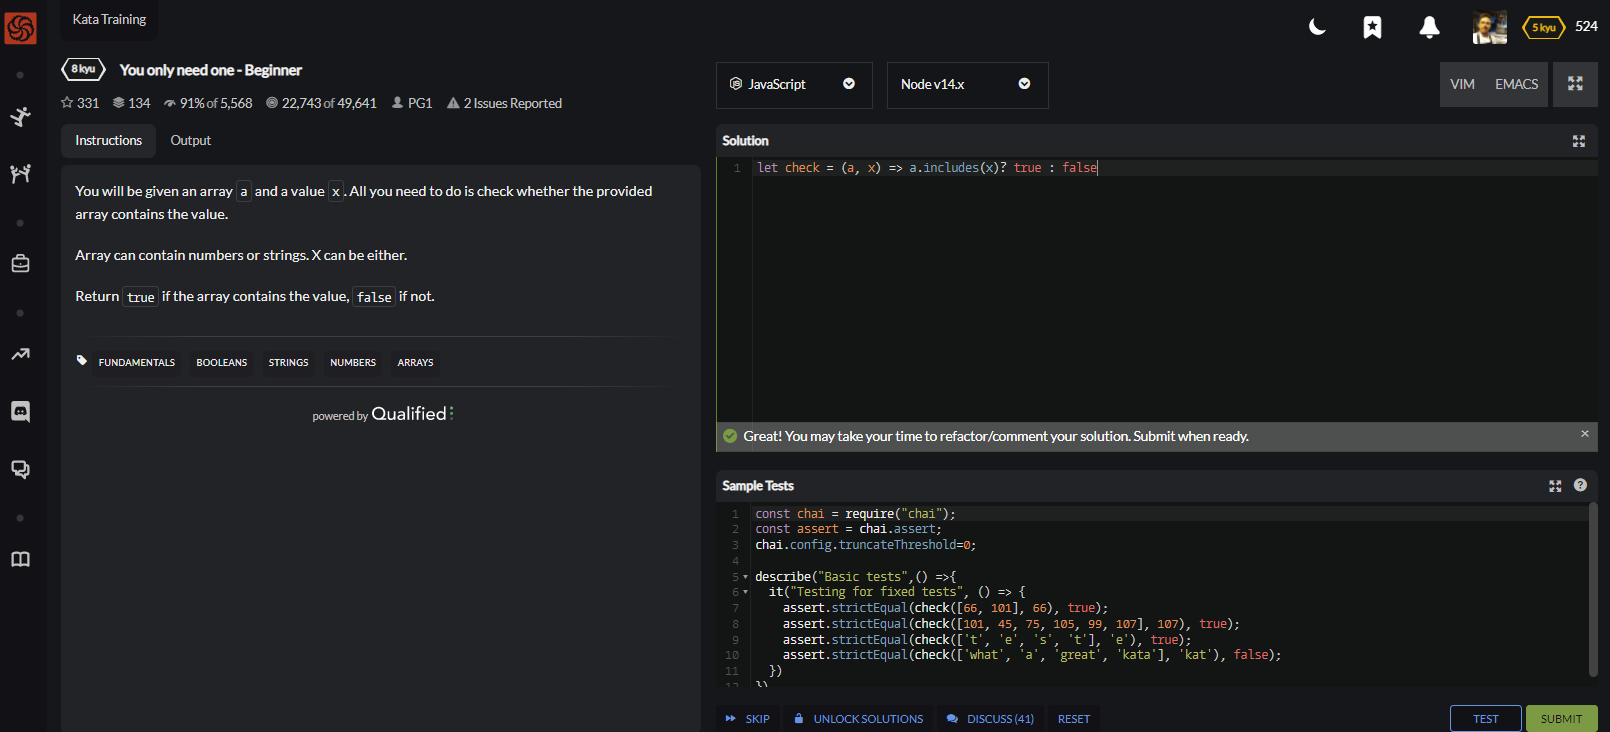 Kata Training
5 kyu 524
8 kyu You only need one - Beginner
331 134 91% of 5,568 22,743 of 49,641 PG1 2 Issues Reported
Instructions Output
You will be given an array a and a value x. All you need to do is check whether the provided
array contains the value.
Array can contain numbers or strings. X can be either.
Return true if the array contains the value, false if not.
FUNDAMENTALS BOOLEANS STRINGS NUMBERS ARRAYS
powered by Qualified
JavaScript Node v14.x VIM EMACS
Solution
1 let check = (a, x) => a.includes(x)? true : false
Great! You may take your time to refactor/comment your solution. Submit when ready.
Sample Tests
1 const chai = require("chai");
2 const assert = chai.assert;
3 chai.config.truncateThreshold=0;
4
5 describe("Basic tests",() =>{
6 it("Testing for fixed tests", () => {
7 assert.strictEqual(check([66, 101], 66), true);
8 assert.strictEqual(check([101, 45, 75, 105, 99, 107], 107), true);
9 assert.strictEqual(check(['t', 'e', 's', 't'], 'e'), true);
10 assert.strictEqual(check(['what', 'a', 'great', 'kata'], 'kat'), false);
11 })
12 })
SKIP UNLOCK SOLUTIONS DISCUSS (41) RESET TEST SUBMIT